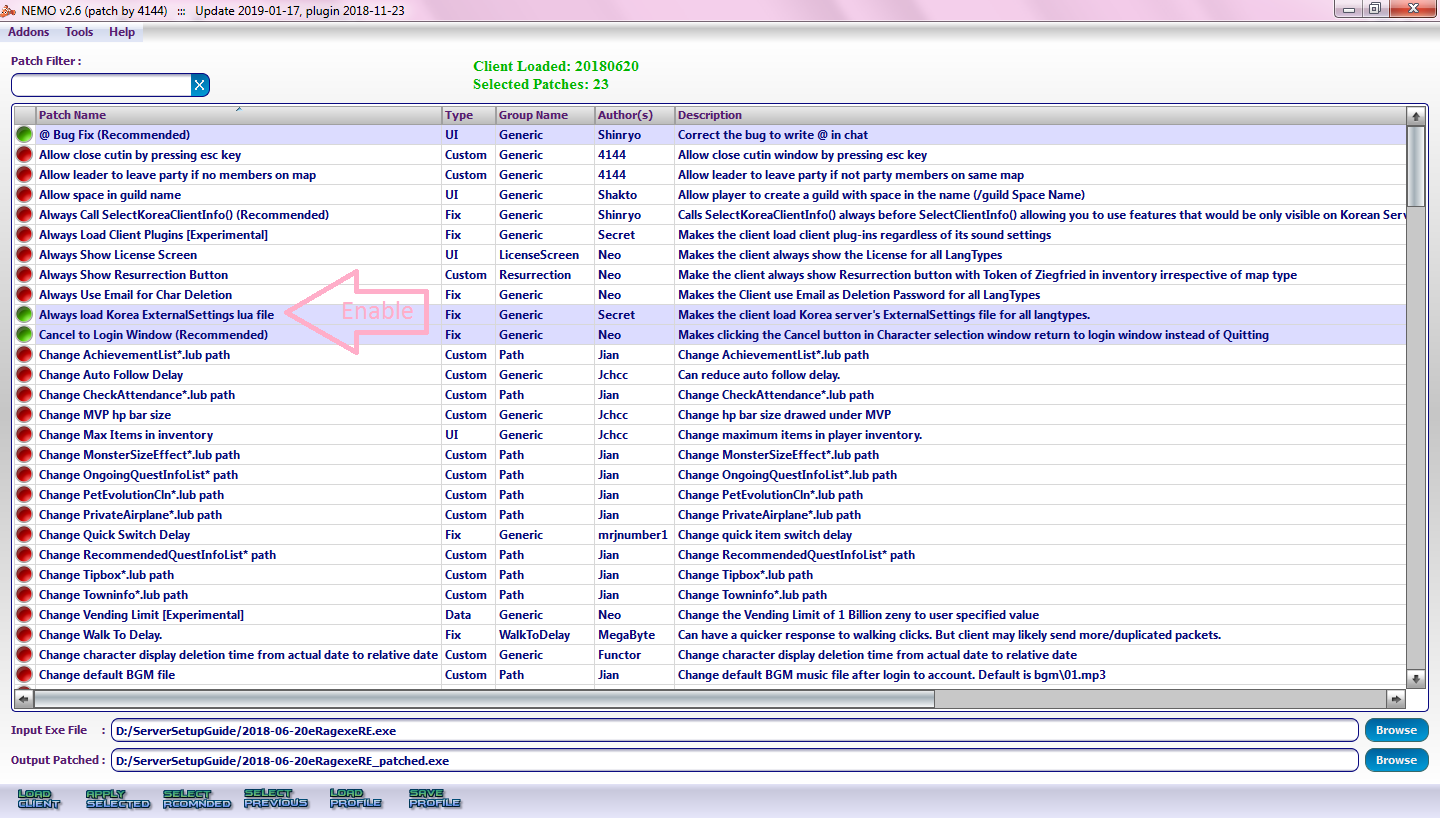 NEMO v2.6 (patch by 4144) ::: Update 2019-01-17, plugin 2018-11-23
Addons Tools Help
Patch Filter :
X
Client Loaded: 20180620
Selected Patches: 23
Patch Name Type Group Name Author(s) Description
@ Bug Fix (Recommended) UI Generic Shinryo Correct the bug to write @ in chat
Allow close cutin by pressing esc key Custom Generic 4144 Allow close cutin window by pressing esc key
Allow leader to leave party if no members on map Custom Generic 4144 Allow leader to leave party if not party members on same map
Allow space in guild name UI Generic Shakto Allow player to create a guild with space in the name (/guild Space Name)
Always Call SelectKoreaClientInfo() (Recommended) Fix Generic Shinryo Calls SelectKoreaClientInfo() always before SelectClientInfo() allowing you to use features that would be only visible on Korean Serv
Always Load Client Plugins [Experimental] Fix Generic Secret Makes the client load client plug-ins regardless of its sound settings
Always Show License Screen UI LicenseScreen Neo Makes the client always show the License for all LangTypes
Always Show Resurrection Button Custom Resurrection Neo Make the client always show Resurrection button with Token of Ziegfried in inventory irrespective of map type
Always Use Email for Char Deletion Fix Generic Neo Makes the Client use Email as Deletion Password for all LangTypes
Always load Korea ExternalSettings lua file Enable Fix Generic Secret Makes the client load Korea server's ExternalSettings file for all langtypes.
Cancel to Login Window (Recommended) Fix Generic Neo Makes clicking the Cancel button in Character selection window return to login window instead of Quitting
Change AchievementList*.lub path Custom Path Jian Change AchievementList*.lub path
Change Auto Follow Delay Custom Generic Jchcc Can reduce auto follow delay.
Change CheckAttendance*.lub path Custom Path Jian Change CheckAttendance*.lub path
Change MVP hp bar size Custom Generic Jchcc Change hp bar size drawed under MVP
Change Max Items in inventory UI Generic Jchcc Change maximum items in player inventory.
Change MonsterSizeEffect*.lub path Custom Path Jian Change MonsterSizeEffect*.lub path
Change OngoingQuestInfoList* path Custom Path Jian Change OngoingQuestInfoList*.lub path
Change PetEvolutionCln*.lub path Custom Path Jian Change PetEvolutionCln*.lub path
Change PrivateAirplane*.lub path Custom Path Jian Change PrivateAirplane*.lub path
Change Quick Switch Delay Fix Generic mrjnumber1 Change quick item switch delay
Change RecommendedQuestInfoList* path Custom Path Jian Change RecommendedQuestInfoList* path
Change Tipbox*.lub path Custom Path Jian Change Tipbox*.lub path
Change Towninfo*.lub path Custom Path Jian Change Towninfo*.lub path
Change Vending Limit [Experimental] Data Generic Neo Change the Vending Limit of 1 Billion zeny to user specified value
Change Walk To Delay. Fix WalkToDelay MegaByte Can have a quicker response to walking clicks. But client may likely send more/duplicated packets.
Change character display deletion time from actual date to relative date Custom Generic Functor Change character display deletion time from actual date to relative date
Change default BGM file Custom Path Jian Change default BGM music file after login to account. Default is bgm\01.mp3
Input Exe File : D:/ServerSetupGuide/2018-06-20eRagexeRE.exe Browse
Output Patched : D:/ServerSetupGuide/2018-06-20eRagexeRE_patched.exe Browse
LOAD CLIENT APPLY SELECTED SELECT RCOMNDED SELECT PREVIOUS LOAD PROFILE SAVE PROFILE